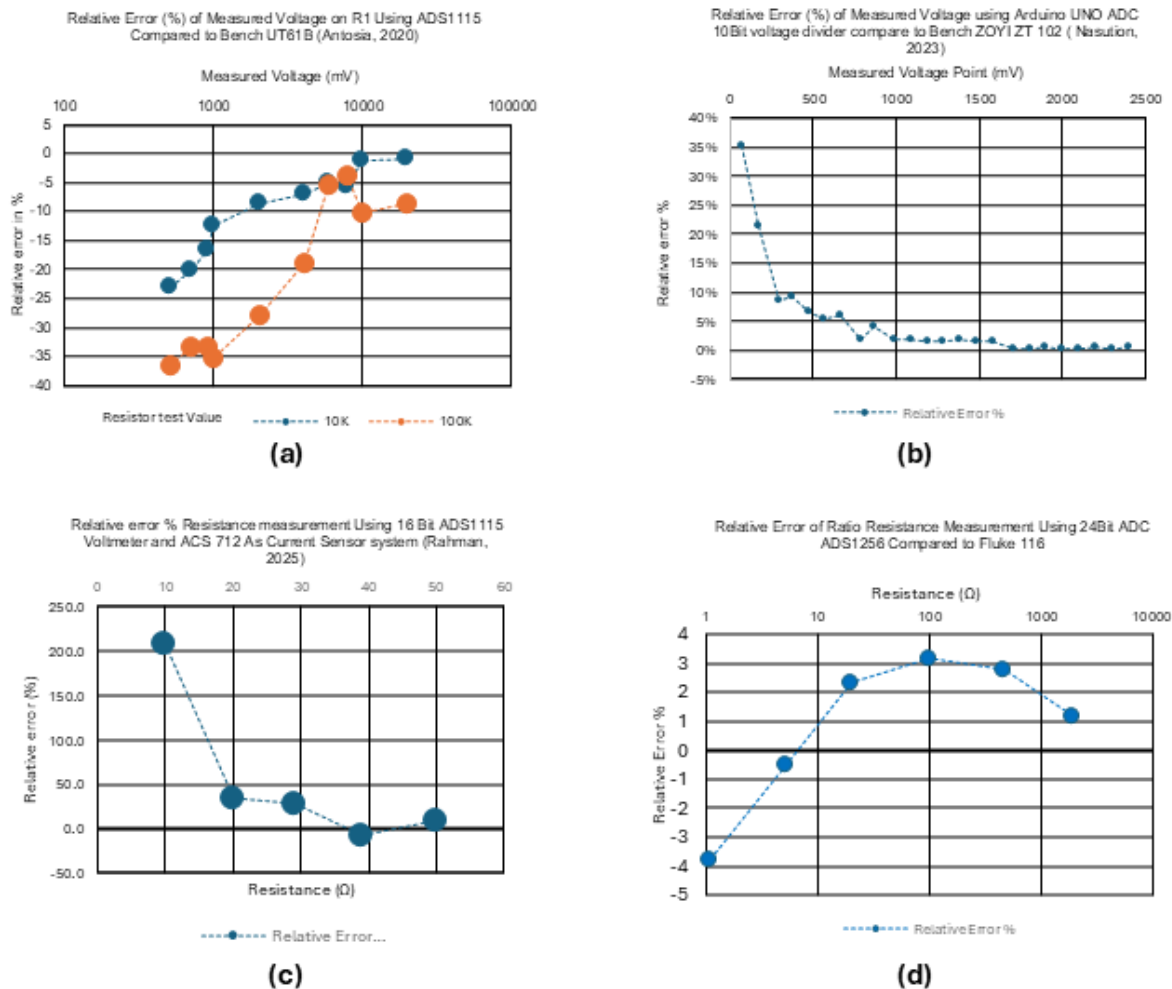 Relative Error (%) of Measured Voltage on R1 Using ADS1115
Compared to Bench UT61B (Antosia, 2020)
Measured Voltage (mV)
100 1000 10000 100000
5
0
-5
-10
-15
-20
-25
-30
-35
-40
Relative error in %
Resistor test Value 10K 100K
(a)
Relative Error (%) of Measured Voltage using Arduino UNO ADC
10Bit voltage divider compare to Bench ZOYI ZT 102 ( Nasution,
2023)
Measured Voltage Point (mV)
0 500 1000 1500 2000 2500
40%
35%
30%
25%
20%
15%
10%
5%
0%
-5%
Relative error %
Relative Error %
(b)
Relative error % Resistance measurement Using 16 Bit ADS1115
Voltmeter and ACS 712 As Current Sensor system (Rahman,
2025)
0 10 20 30 40 50 60
250.0
200.0
150.0
100.0
50.0
0.0
-50.0
Relative error (%)
Resistance (Ω)
Relative Error...
(c)
Relative Error of Ratio Resistance Measurement Using 24Bit ADC
ADS1256 Compared to Fluke 116
Resistance (Ω)
1 10 100 1000 10000
4
3
2
1
0
-1
-2
-3
-4
-5
Relative Error %
Relative Error %
(d)